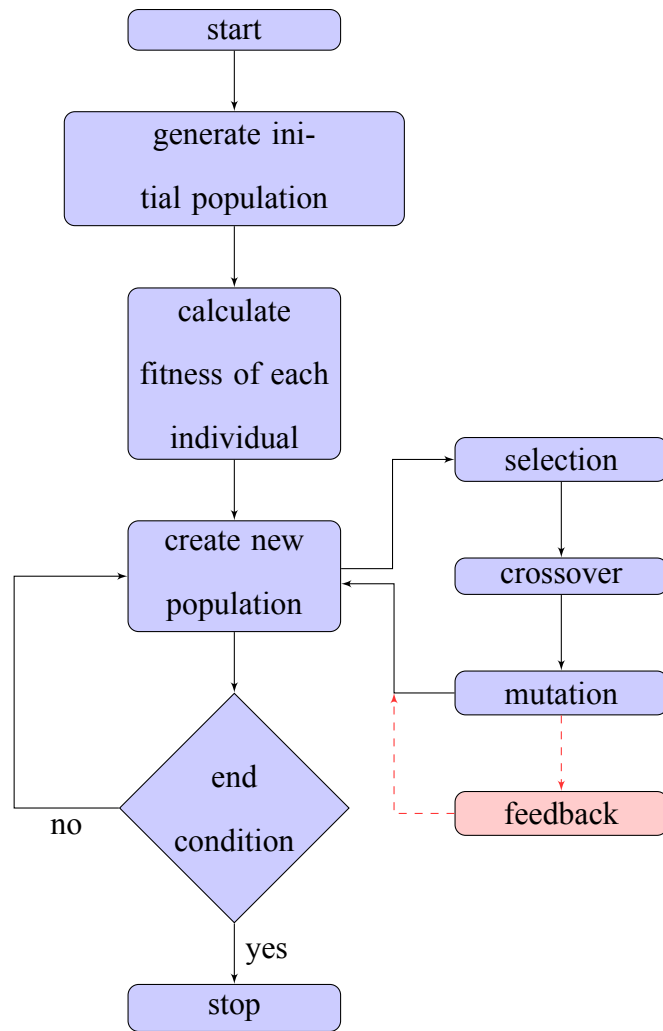 start
generate ini-
tial population
calculate
fitness of each
individual
create new
population
selection
crossover
mutation
feedback
end
condition
no
yes
stop